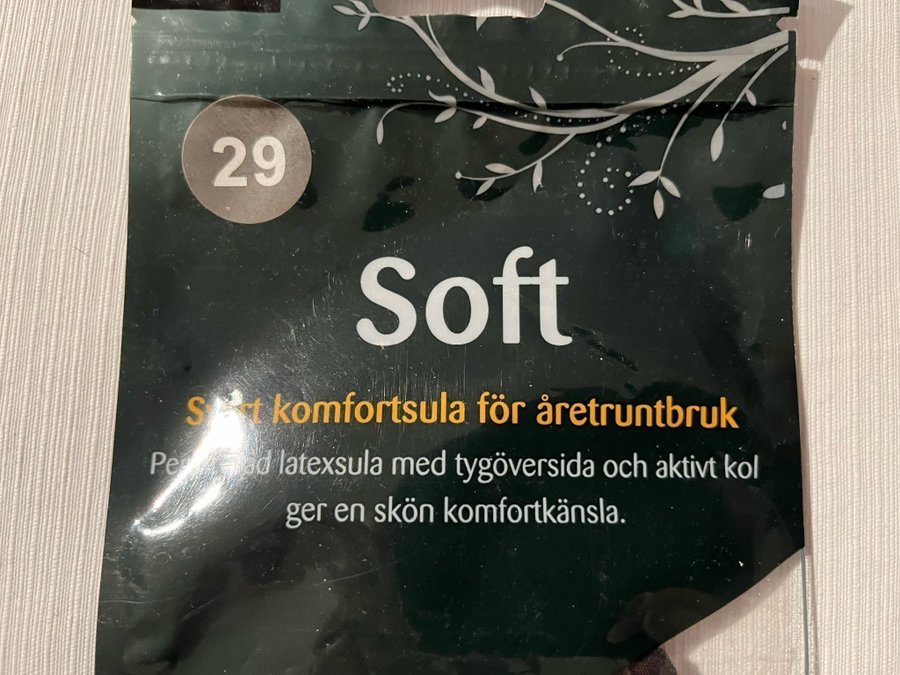 29
Soft
komfortsula för åretruntbruk
latexsula med tygöversida och aktivt kol
ger en skön komfortkänsla.